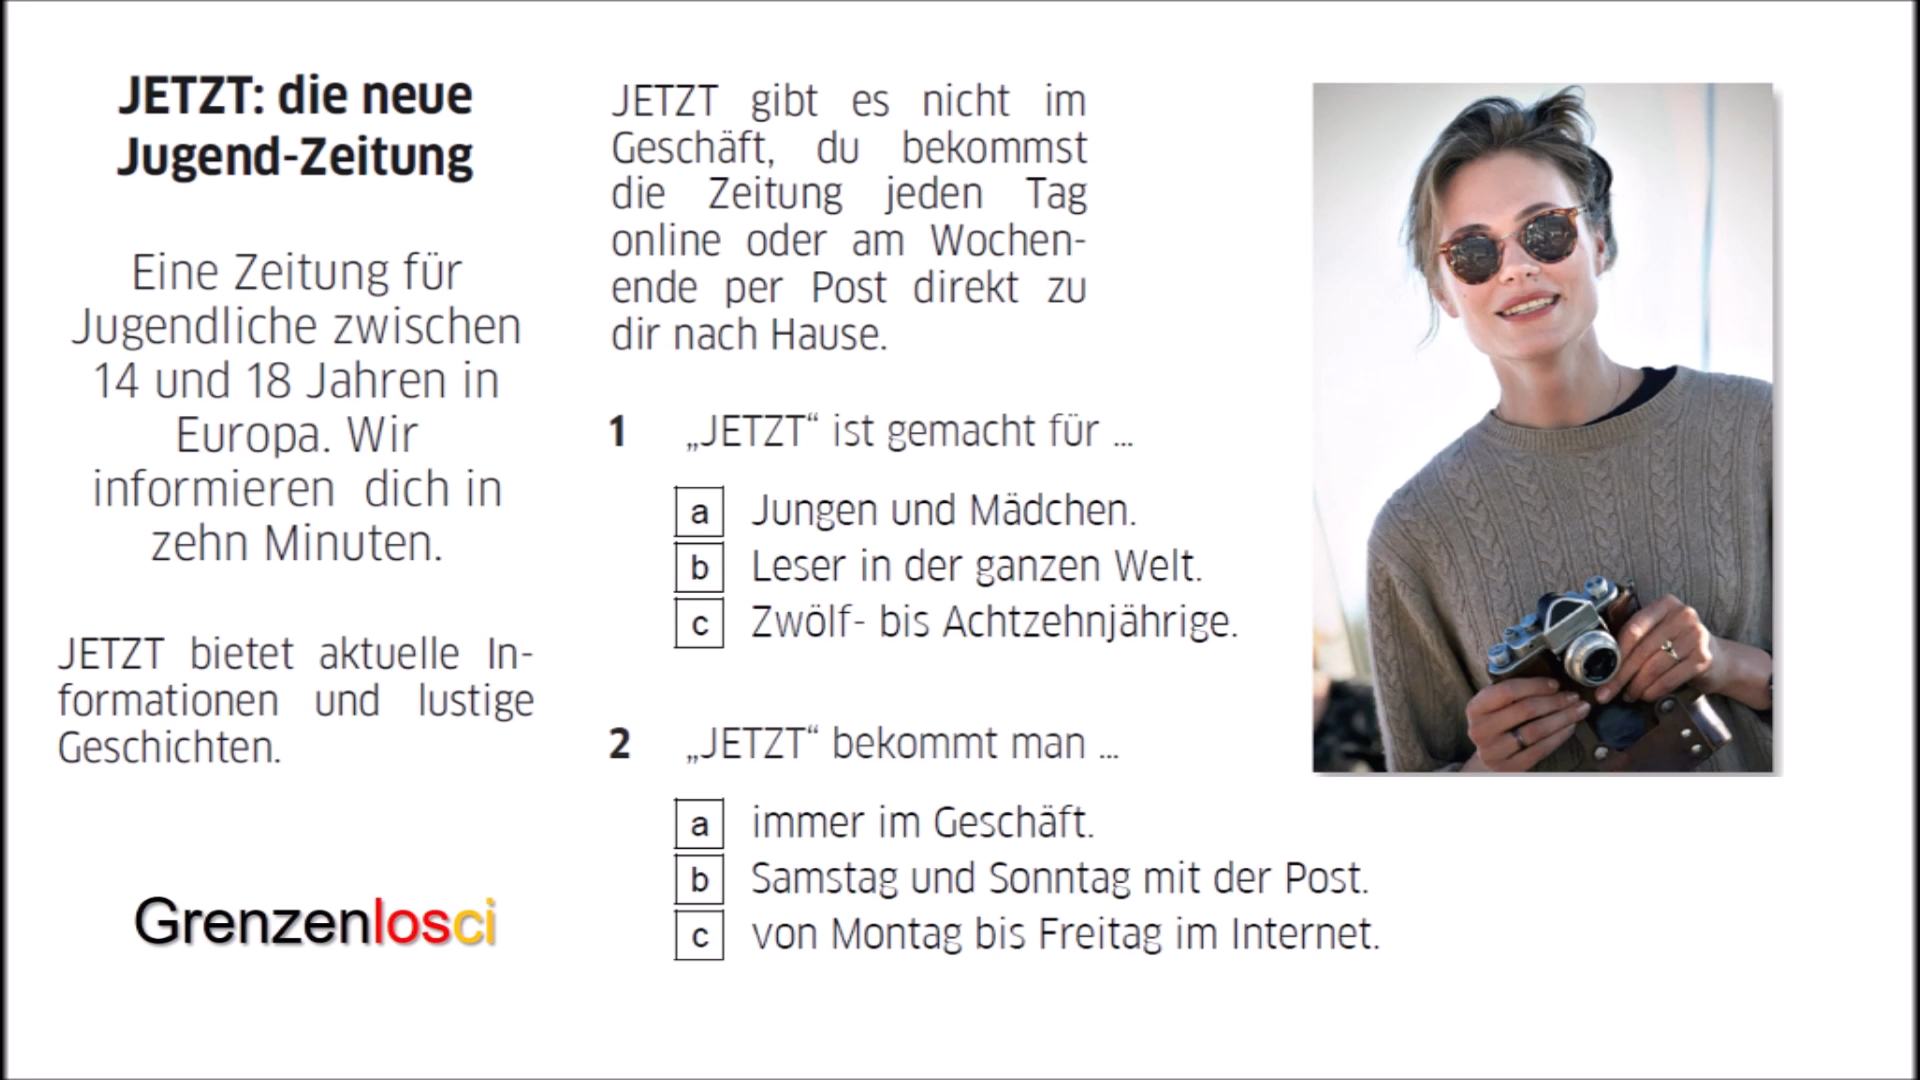 JETZT: die neue
Jugend-Zeitung
Eine Zeitung für
Jugendliche zwischen
14 und 18 Jahren in
Europa. Wir
informieren dich in
zehn Minuten.
JETZT bietet aktuelle In-
formationen und lustige
Geschichten.
Grenzenlosci
JETZT gibt es nicht im
Geschäft, du bekommst
die Zeitung jeden Tag
online oder am Wochen-
ende per Post direkt zu
dir nach Hause.
1 „JETZT“ ist gemacht für ...
a Jungen und Mädchen.
b Leser in der ganzen Welt.
c Zwölf- bis Achtzehnjährige.
2 „JETZT“ bekommt man ...
a immer im Geschäft.
b Samstag und Sonntag mit der Post.
c von Montag bis Freitag im Internet.